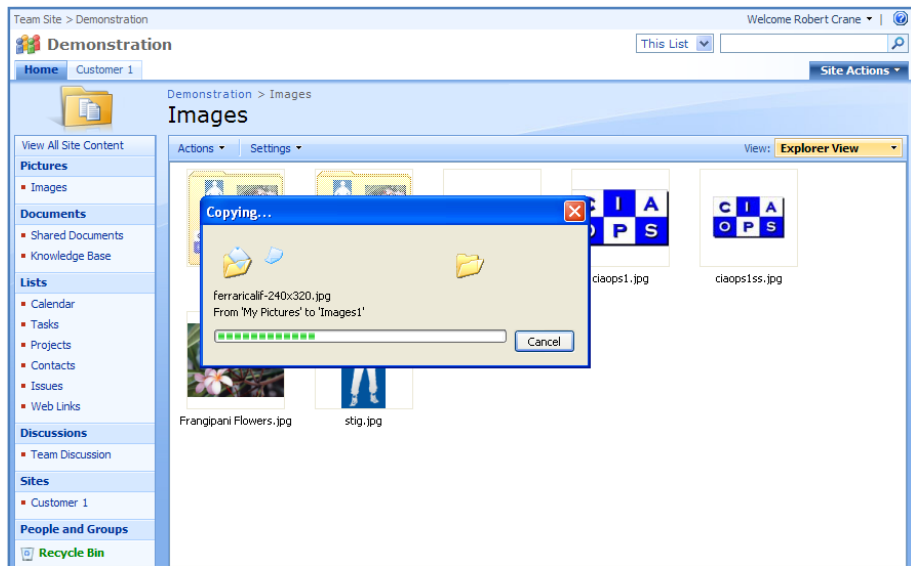 Team Site > Demonstration
Welcome Robert Crane
Demonstration
This List
Home
Customer 1
Site Actions
Demonstration > Images
Images
View All Site Content
Actions
Settings
View: Explorer View
Pictures
Images
Documents
Shared Documents
Knowledge Base
Lists
Calendar
Tasks
Projects
Contacts
Issues
Web Links
Discussions
Team Discussion
Sites
Customer 1
People and Groups
Recycle Bin
Copying...
ferraricalif-240x320.jpg
From 'My Pictures' to 'Images1'
Cancel
I A
P S
ciaops1.jpg
C I A
O P S
ciaops1ss.jpg
Frangipani Flowers.jpg
stig.jpg